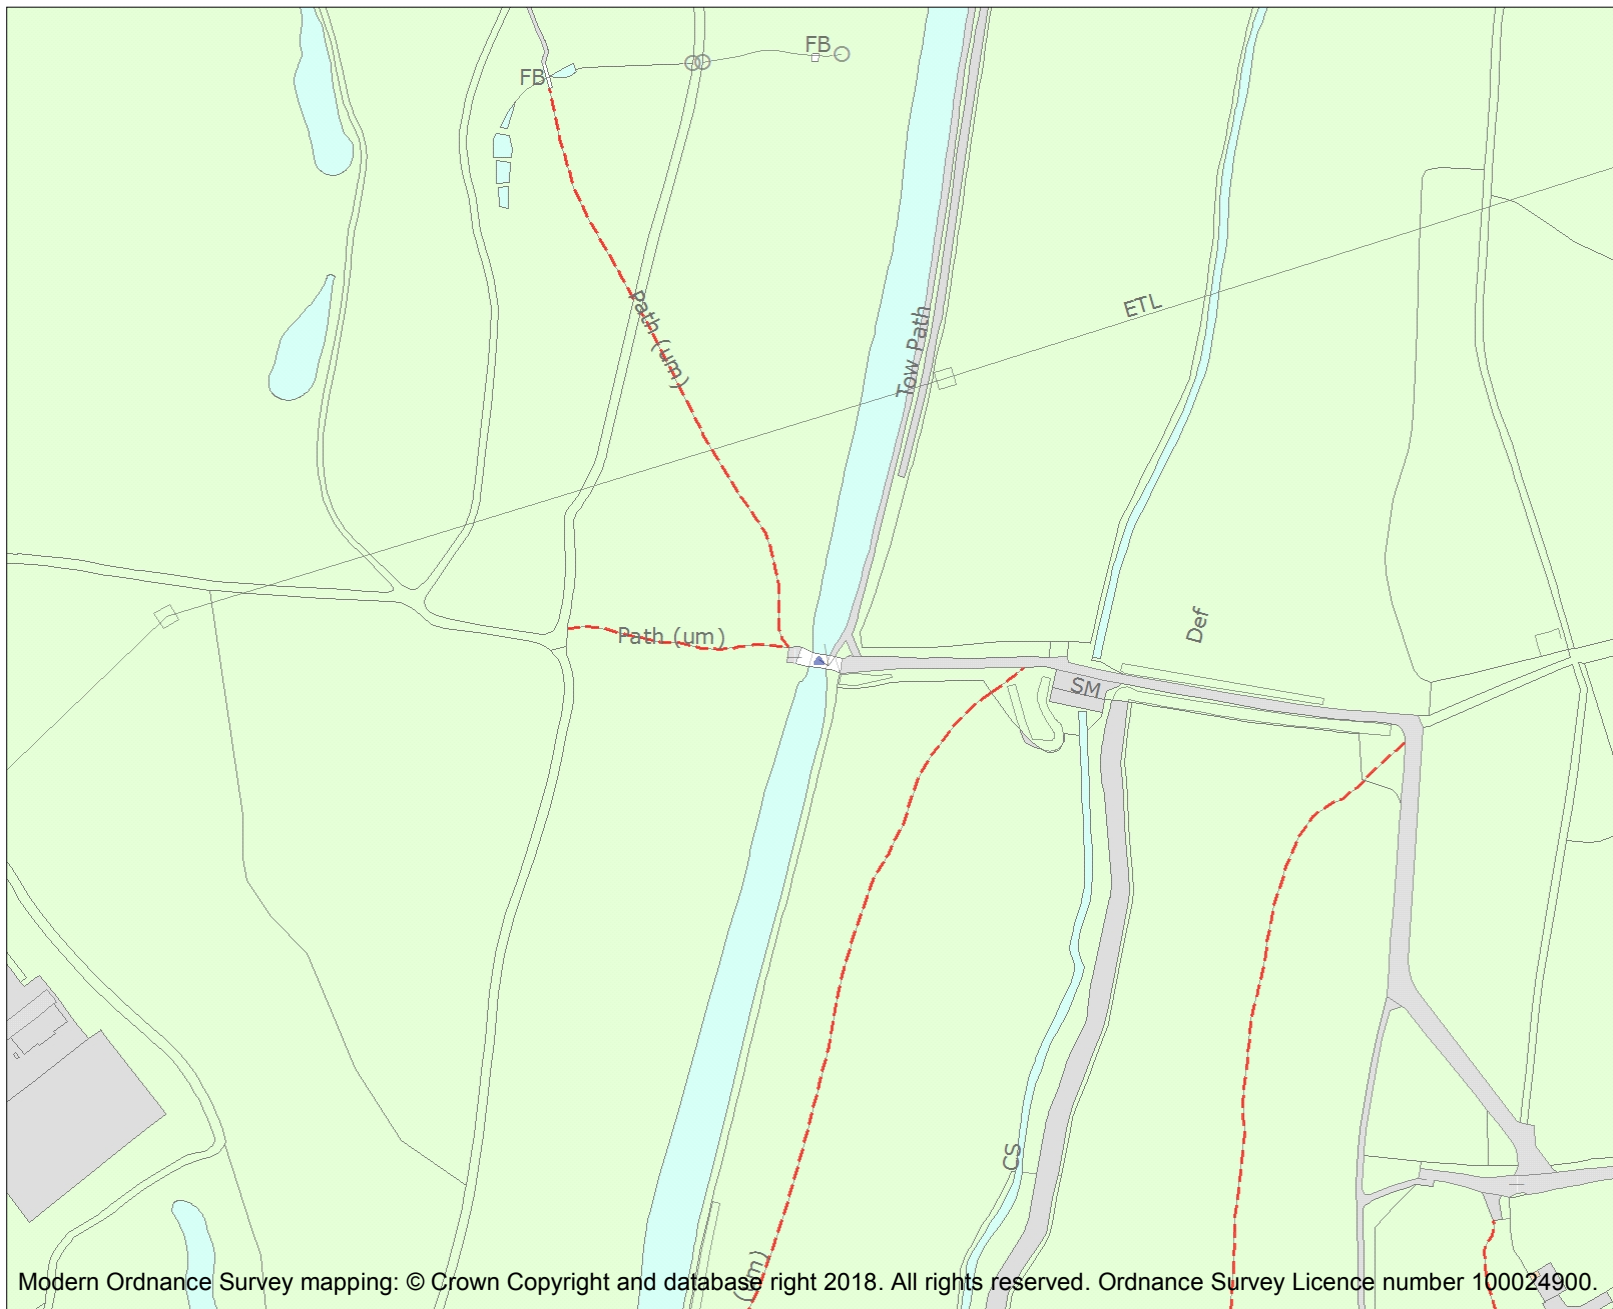 FB
FB
Path (um)
Tow Path
ETL
Def
Path (um)
SM
CS
Modern Ordnance Survey mapping: © Crown Copyright and database right 2018. All rights reserved. Ordnance Survey Licence number 100024900.